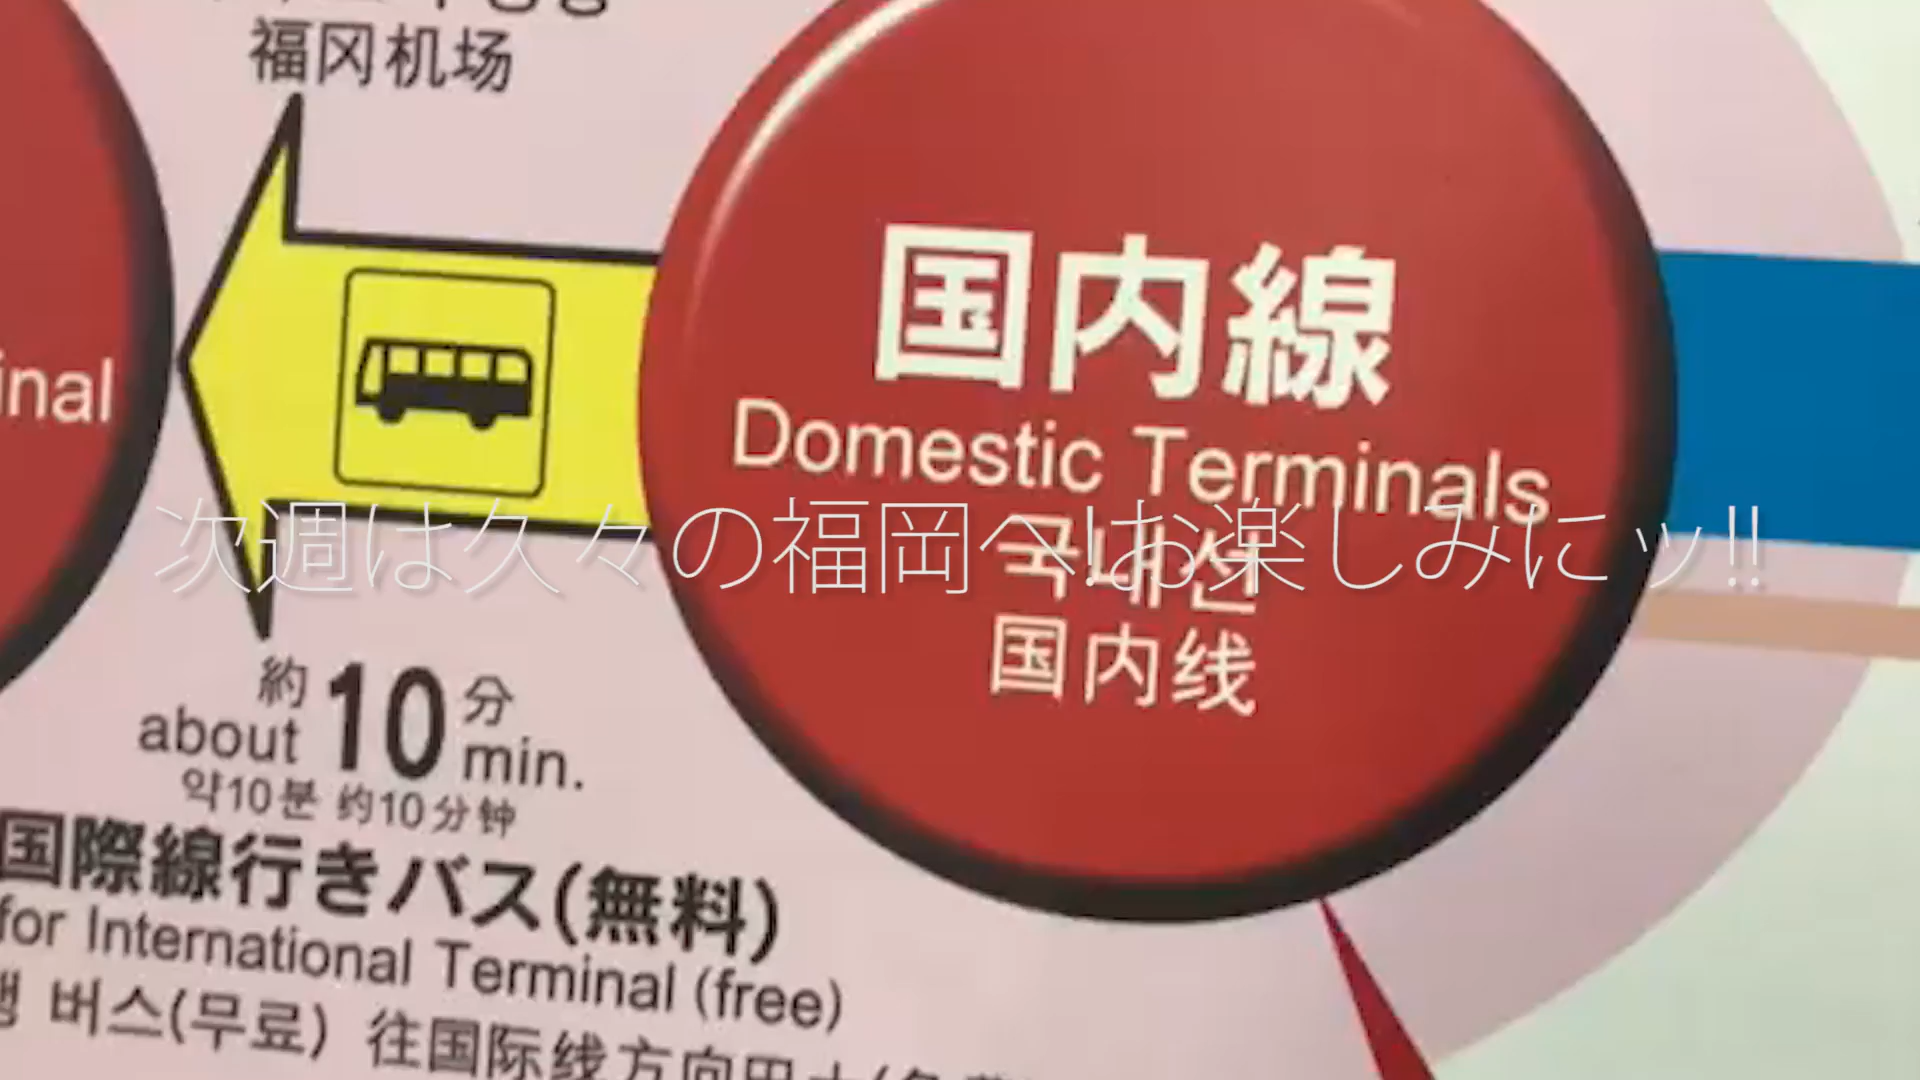 福冈机场
inal
国内線
Domestic Terminals
국내선
国内线
次週は久々の福岡へ!お楽しみにッ!!
約10分
about min.
약10분 约10分钟
国際線行きバス(無料)
for International Terminal (free)
버스(무료) 往国际线方向巴士